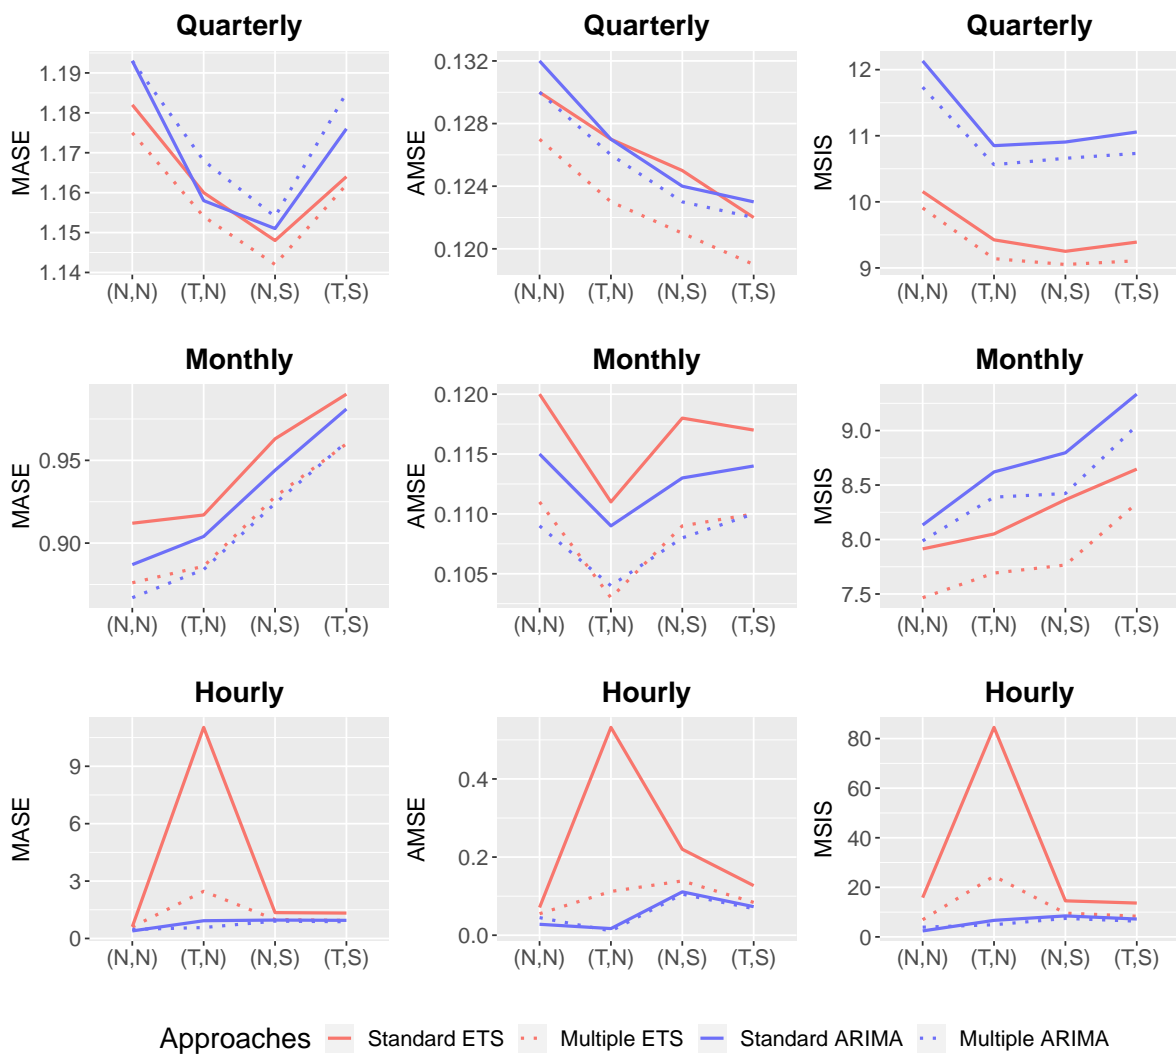 Quarterly
MASE
1.19
1.18
1.17
1.16
1.15
1.14
(N,N) (T,N) (N,S) (T,S)
Quarterly
AMSE
0.132
0.128
0.124
0.120
(N,N) (T,N) (N,S) (T,S)
Quarterly
MSIS
12
11
10
9
(N,N) (T,N) (N,S) (T,S)
Monthly
MASE
0.95
0.90
(N,N) (T,N) (N,S) (T,S)
Monthly
AMSE
0.120
0.115
0.110
0.105
(N,N) (T,N) (N,S) (T,S)
Monthly
MSIS
9.0
8.5
8.0
7.5
(N,N) (T,N) (N,S) (T,S)
Hourly
MASE
9
6
3
0
(N,N) (T,N) (N,S) (T,S)
Hourly
AMSE
0.4
0.2
0.0
(N,N) (T,N) (N,S) (T,S)
Hourly
MSIS
80
60
40
20
0
(N,N) (T,N) (N,S) (T,S)
Approaches Standard ETS Multiple ETS Standard ARIMA Multiple ARIMA